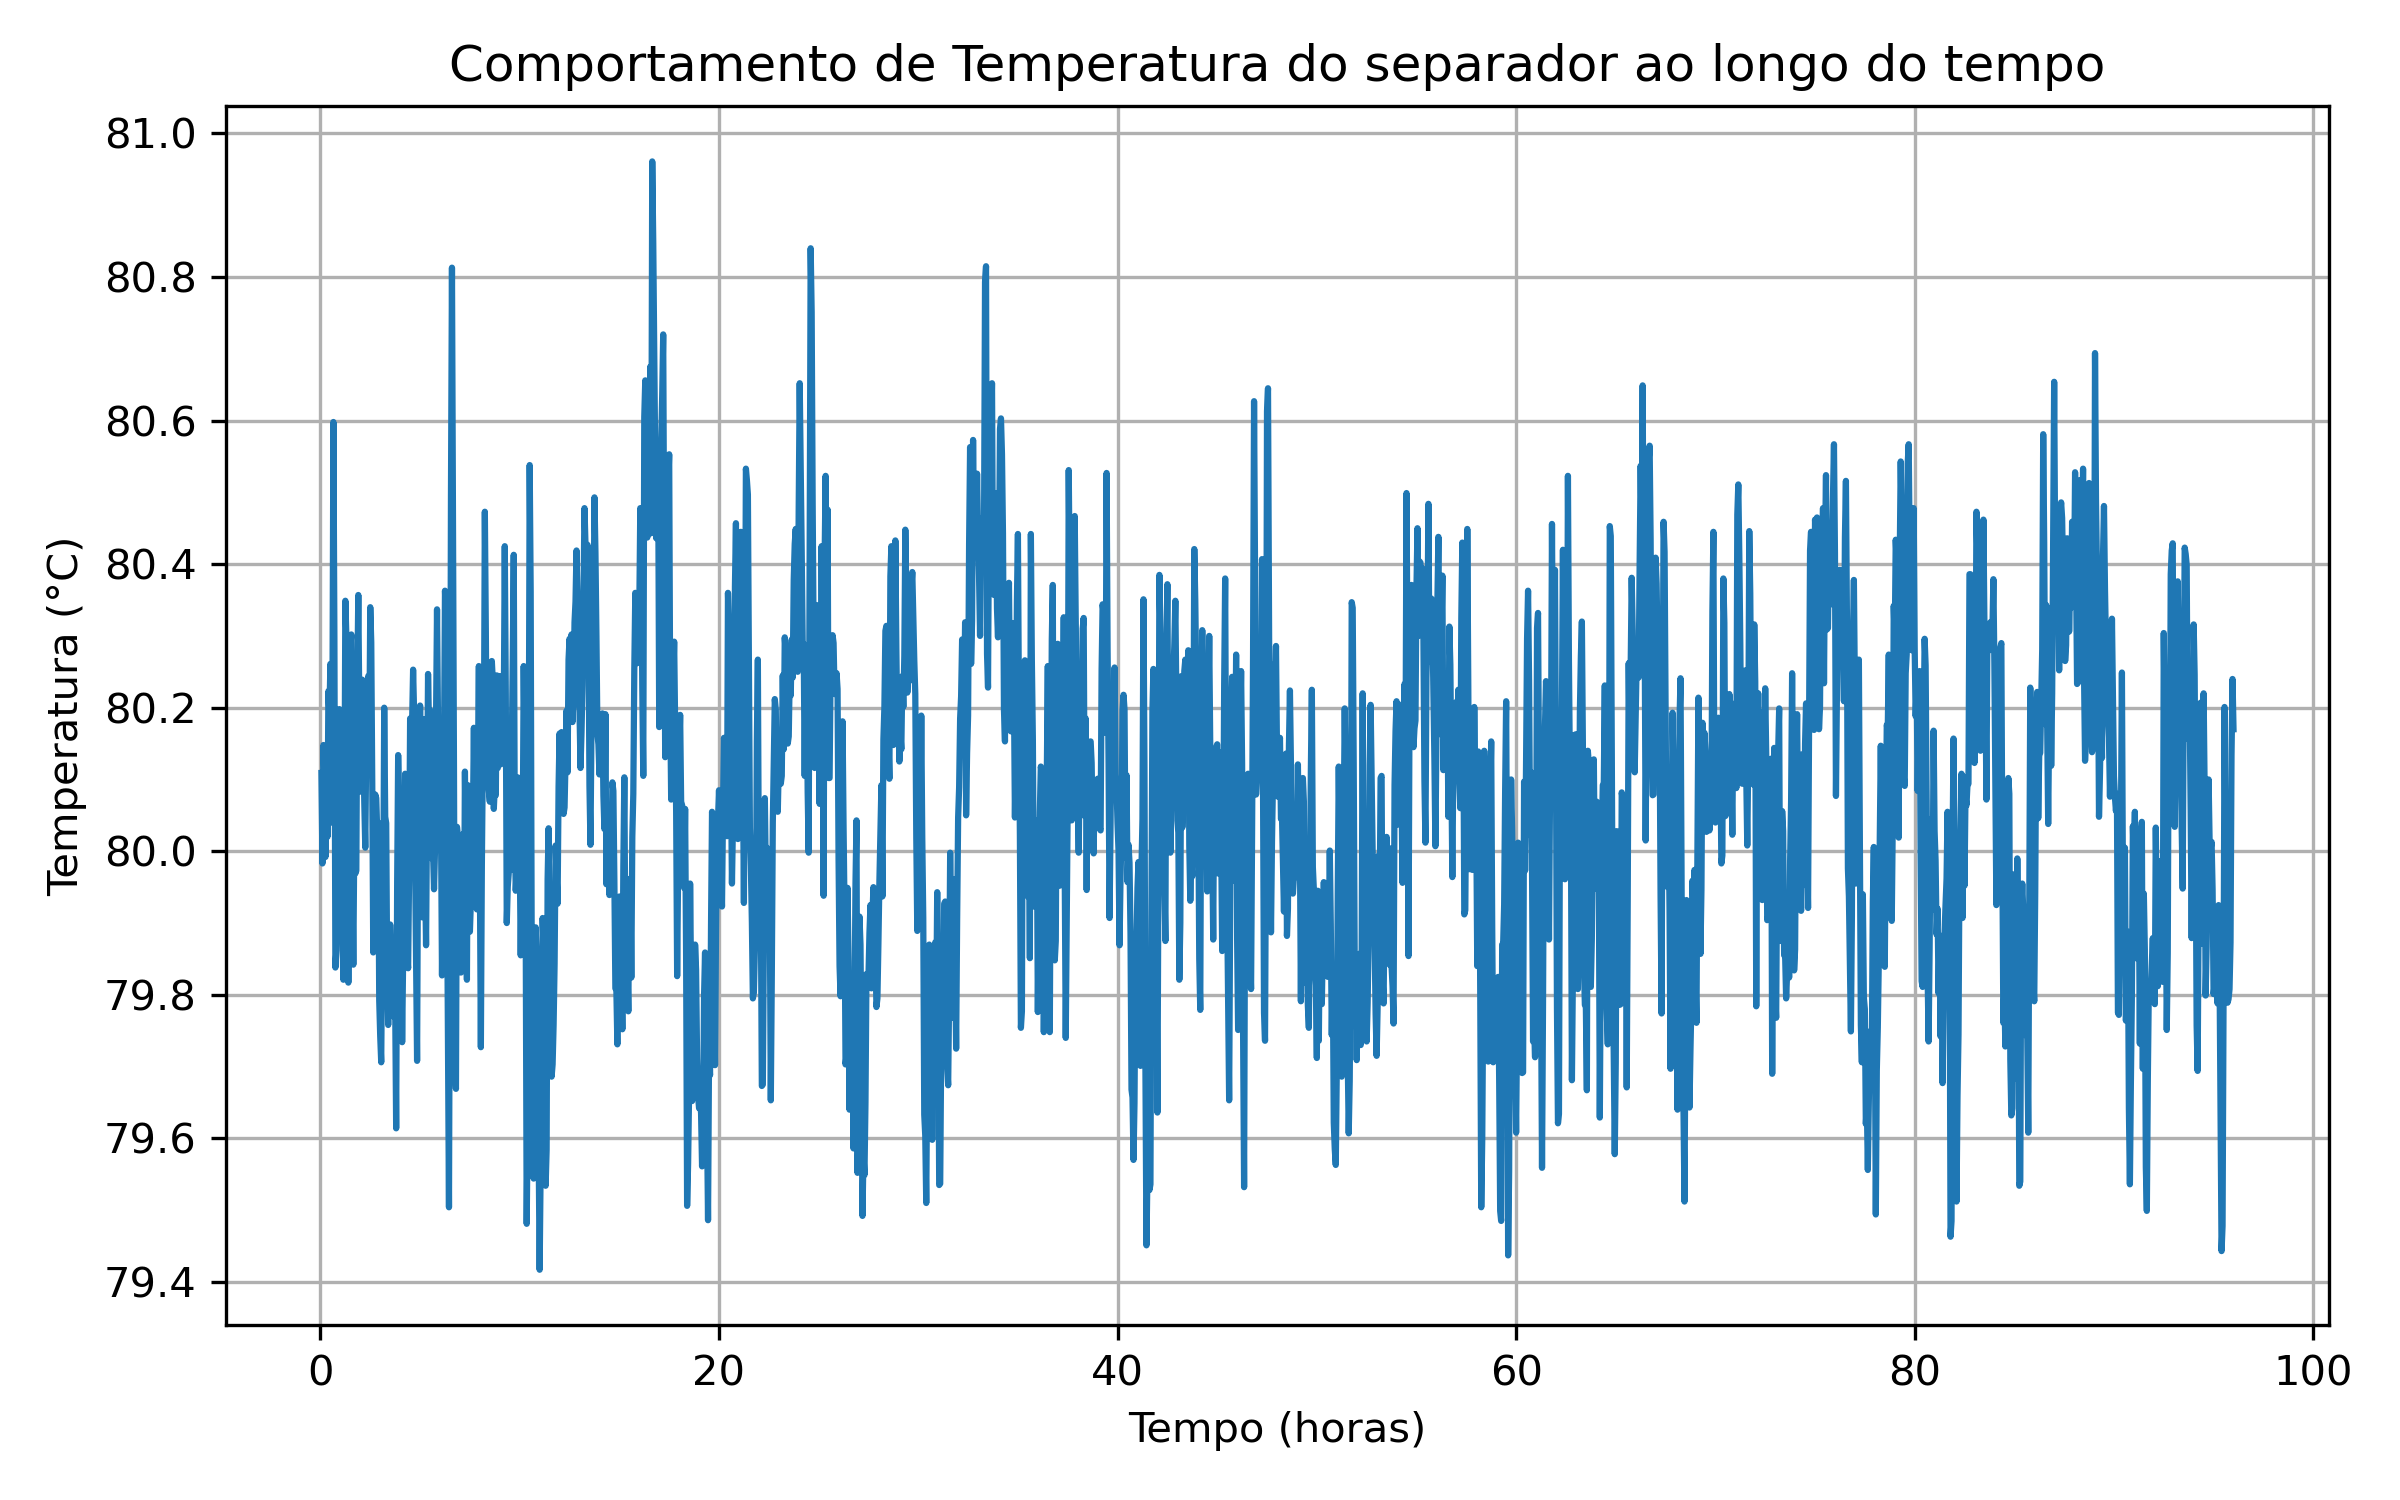 Comportamento de Temperatura do separador ao longo do tempo
81.0
80.8
80.6
80.4
80.2
80.0
79.8
79.6
79.4
Temperatura (°C)
0 20 40 60 80 100
Tempo (horas)